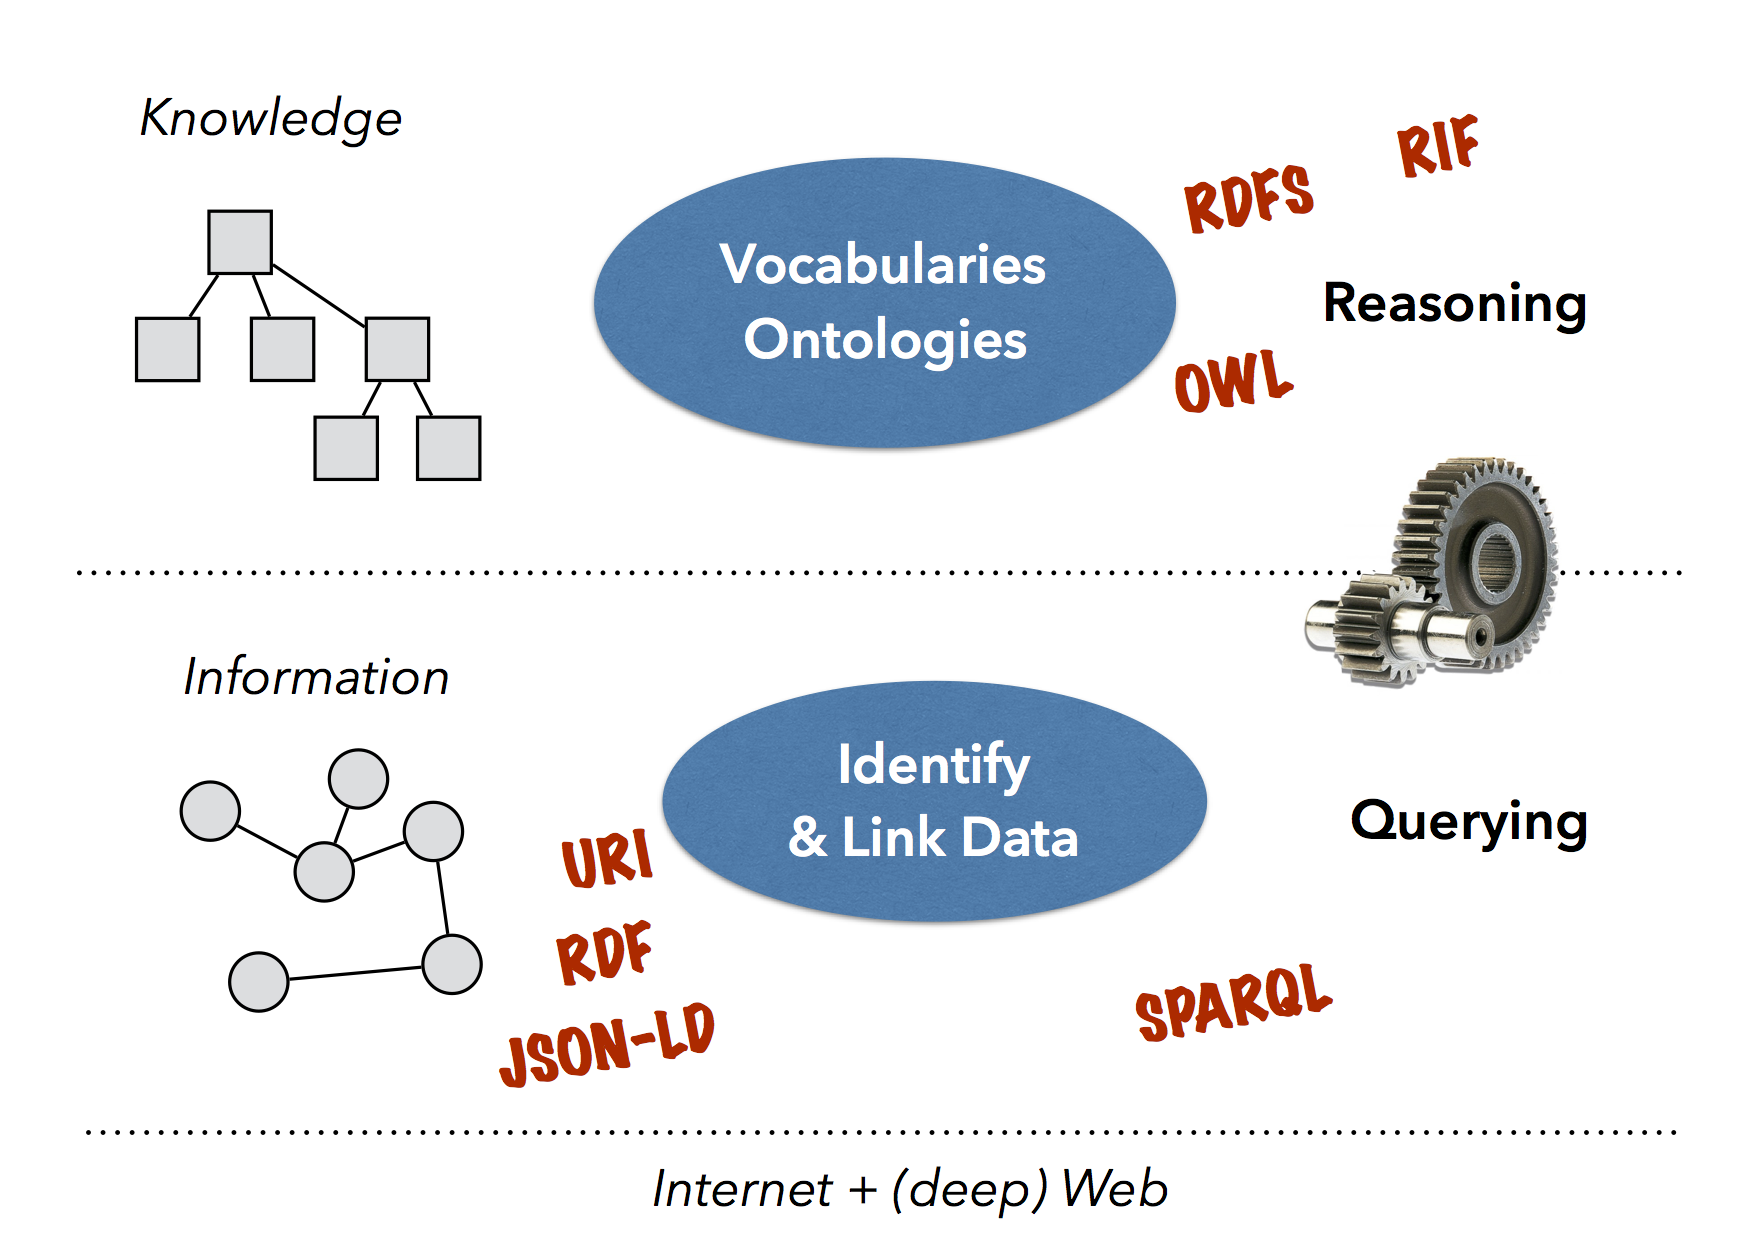 Knowledge
RIF
RDFS
Vocabularies
Ontologies
Reasoning
OWL
Information
Identify
& Link Data
Querying
URI
RDF
JSON-LD
SPARQL
Internet + (deep) Web